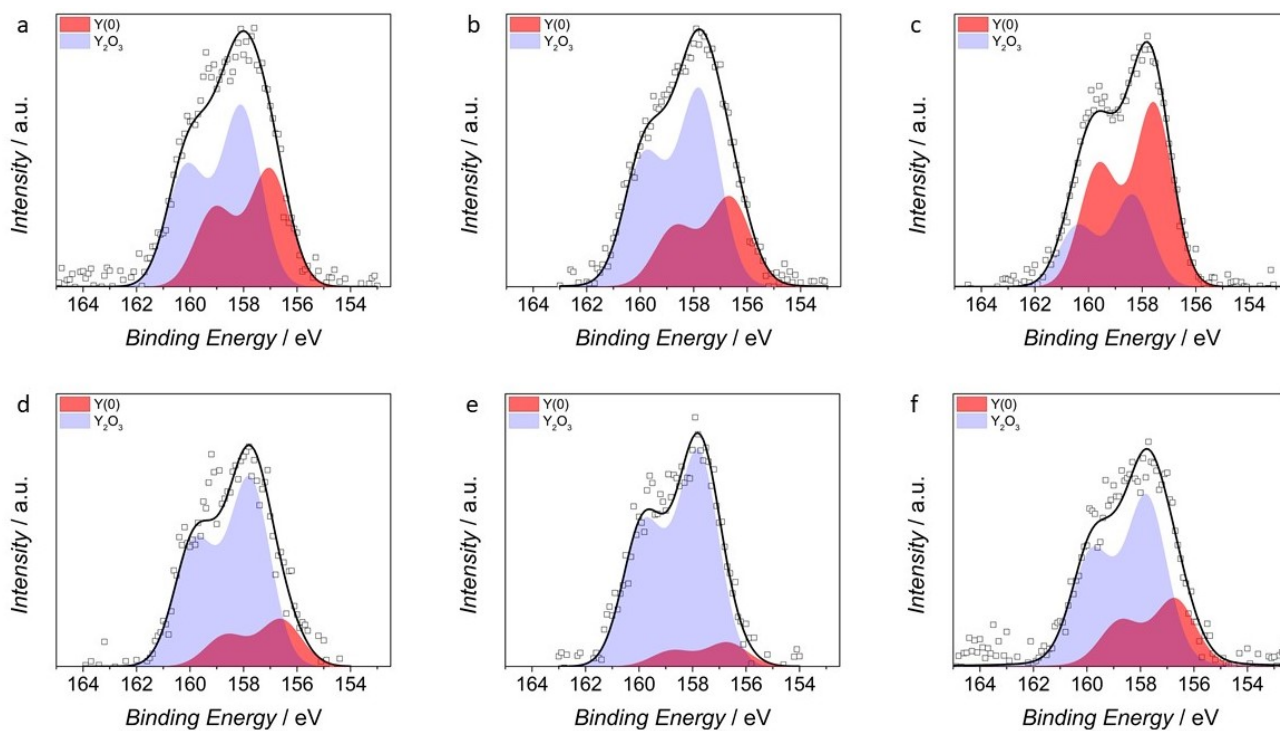 a
Y(0)
Y₂O₃
Intensity / a.u.
164 162 160 158 156 154
Binding Energy / eV
b
Y(0)
Y₂O₃
Intensity / a.u.
164 162 160 158 156 154
Binding Energy / eV
c
Y(0)
Y₂O₃
Intensity / a.u.
164 162 160 158 156 154
Binding Energy / eV
d
Y(0)
Y₂O₃
Intensity / a.u.
164 162 160 158 156 154
Binding Energy / eV
e
Y(0)
Y₂O₃
Intensity / a.u.
164 162 160 158 156 154
Binding Energy / eV
f
Y(0)
Y₂O₃
Intensity / a.u.
164 162 160 158 156 154
Binding Energy / eV